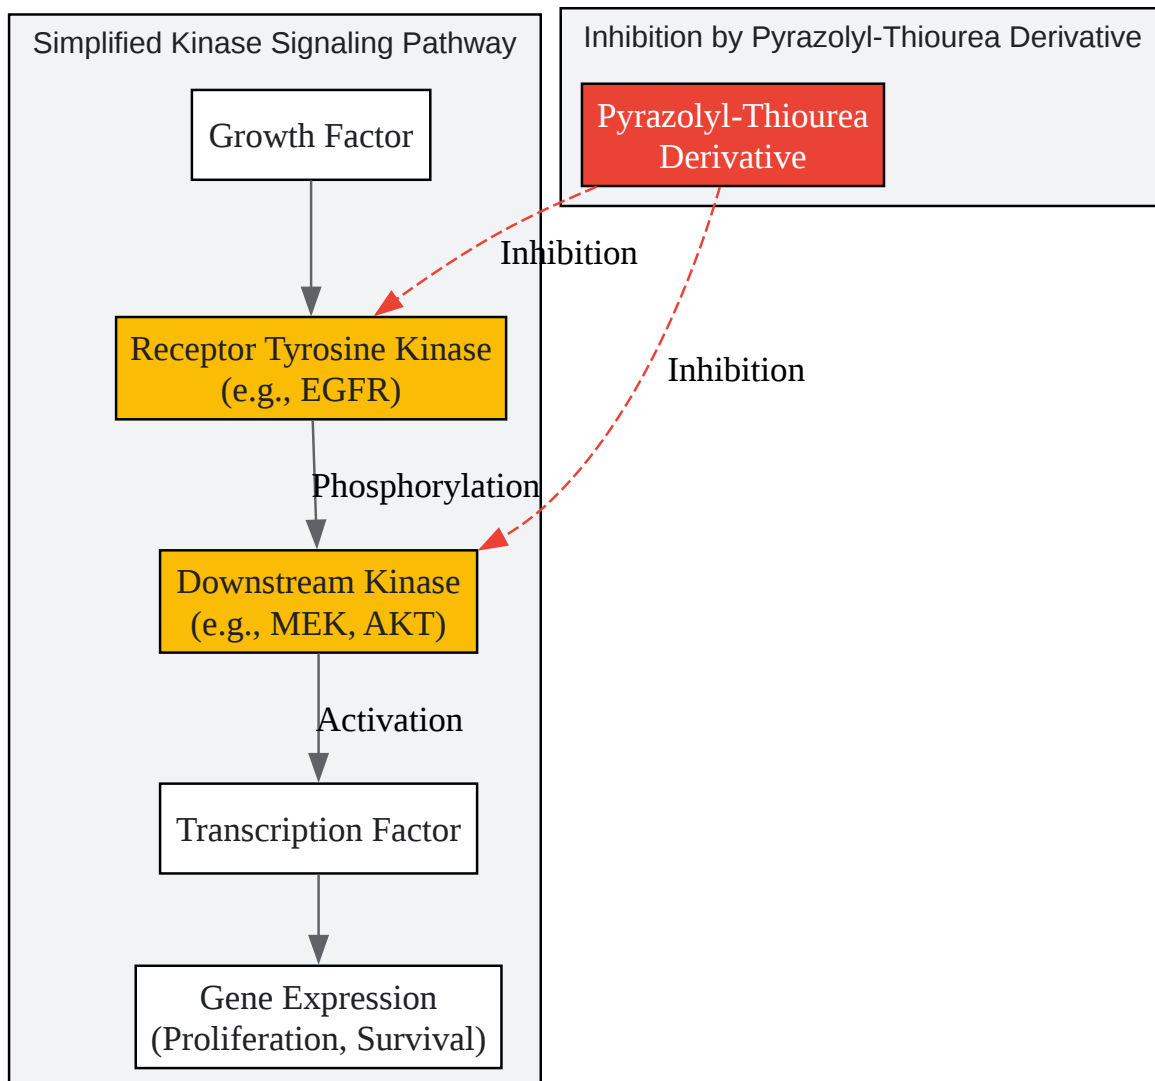 Simplified Kinase Signaling Pathway
Inhibition by Pyrazolyl-Thiourea Derivative
Pyrazolyl-Thiourea
Derivative
Growth Factor
Inhibition
Receptor Tyrosine Kinase
(e.g., EGFR)
Inhibition
Phosphorylation
Downstream Kinase
(e.g., MEK, AKT)
Activation
Transcription Factor
Gene Expression
(Proliferation, Survival)